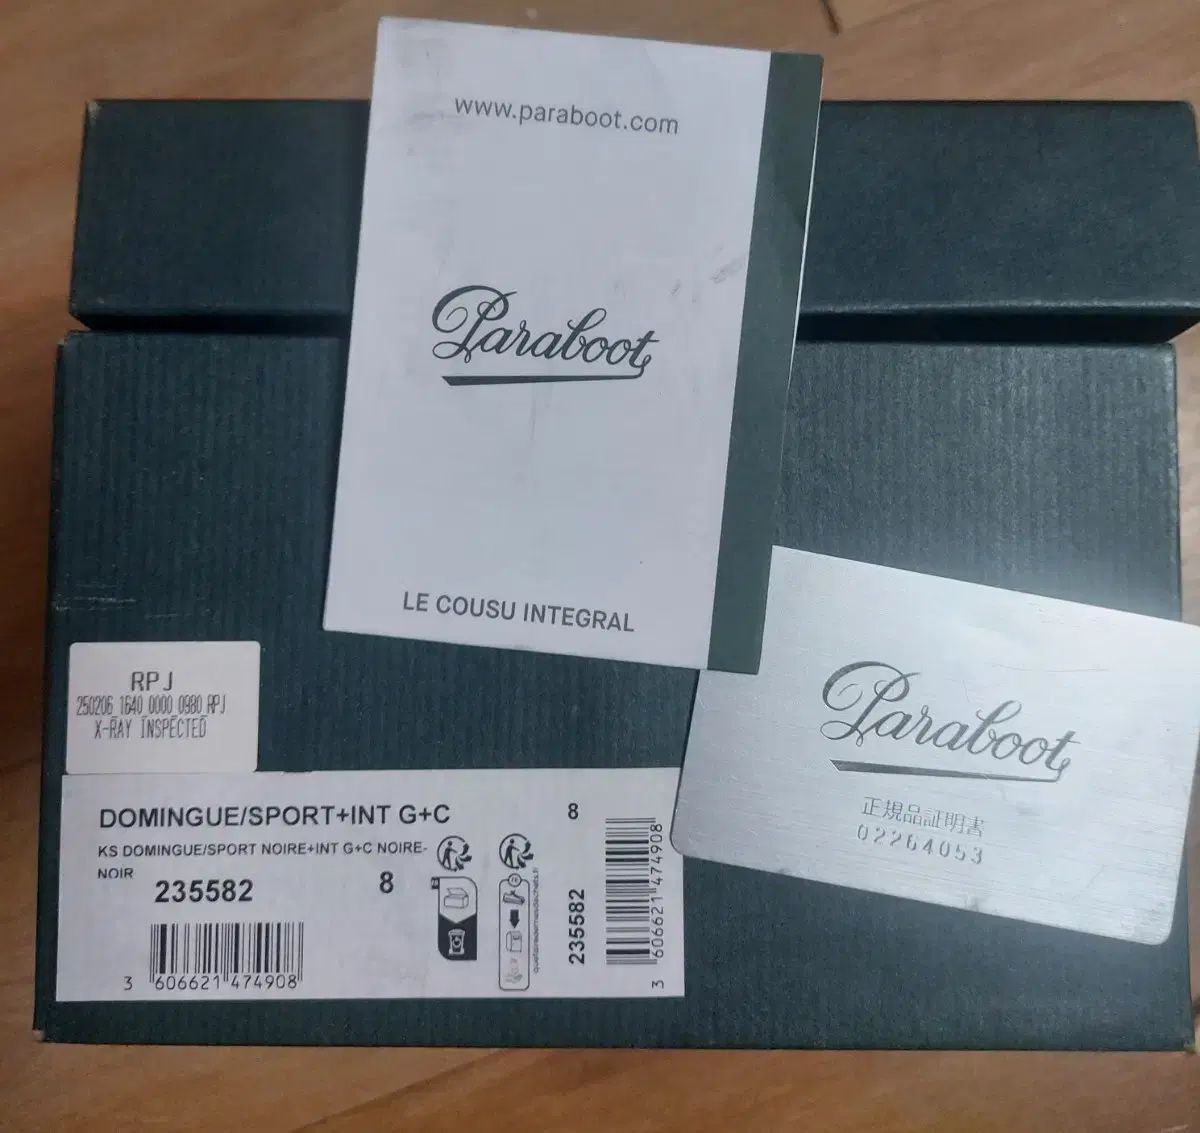 www.paraboot.com
Paraboot
LE COUSU INTEGRAL
RPJ
250206 1640 0000 0980 RPJ
X-RAY INSPECTED
DOMINGUE/SPORT+INT G+C
8
KS DOMINGUE/SPORT NOIRE+INT G+C NOIRE-
NOIR
235582
8
3 606621 474908
235582
3 606621 474908
Paraboot
正規品証明書
02264053